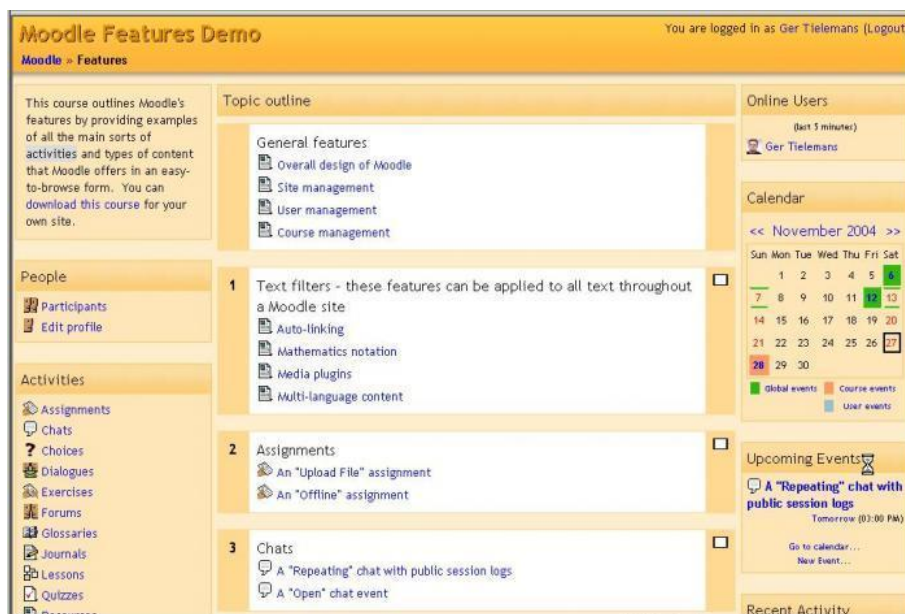 Moodle Features Demo
You are logged in as Ger Tielemans (Logout
Moodle » Features
This course outlines Moodle's
features by providing examples
of all the main sorts of
activities and types of content
that Moodle offers in an easy-
to-browse form. You can
download this course for your
own site.
People
Participants
Edit profile
Activities
Assignments
Chats
Choices
Dialogues
Exercises
Forums
Glossaries
Journals
Lessons
Quizzes
Resources
Topic outline
General features
Overall design of Moodle
Site management
User management
Course management
1
Text filters - these features can be applied to all text throughout
a Moodle site
Auto-linking
Mathematics notation
Media plugins
Multi-language content
2
Assignments
An "Upload File" assignment
An "Offline" assignment
3
Chats
A "Repeating" chat with public session logs
A "Open" chat event
Online Users
(last 5 minutes)
Ger Tielemans
Calendar
<< November 2004 >>
Sun Mon Tue Wed Thu Fri Sat
1 2 3 4 5 6
7 8 9 10 11 12 13
14 15 16 17 18 19 20
21 22 23 24 25 26 27
28 29 30
Global events Course events
User events
Upcoming Events
A "Repeating" chat with
public session logs
Tomorrow (03:00 PM)
Go to calendar...
New Event...
Recent Activity